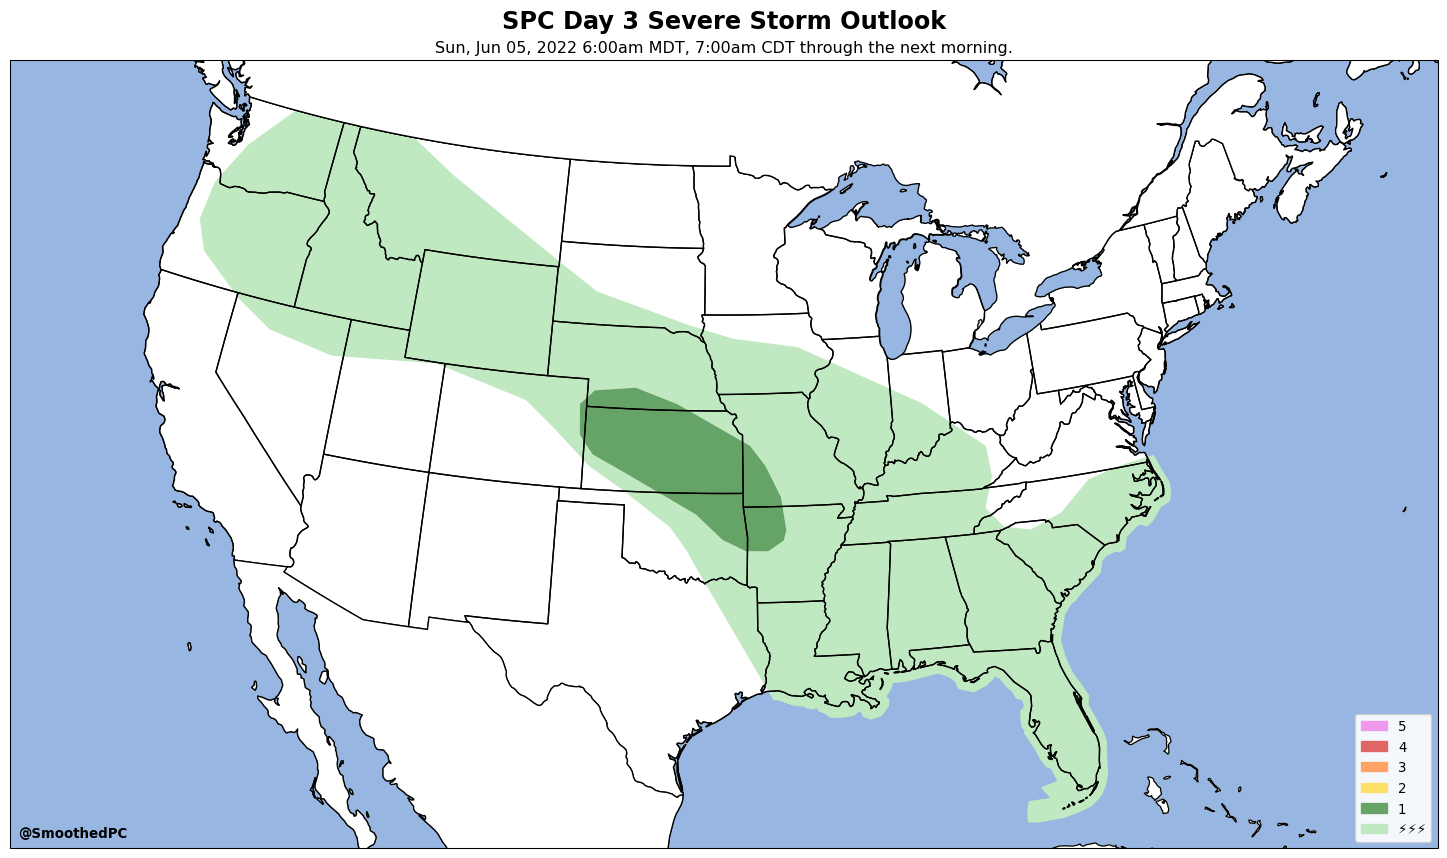 SPC Day 3 Severe Storm Outlook
Sun, Jun 05, 2022 6:00am MDT, 7:00am CDT through the next morning.
5
4
3
2
1
⚡⚡⚡
@SmoothedPC